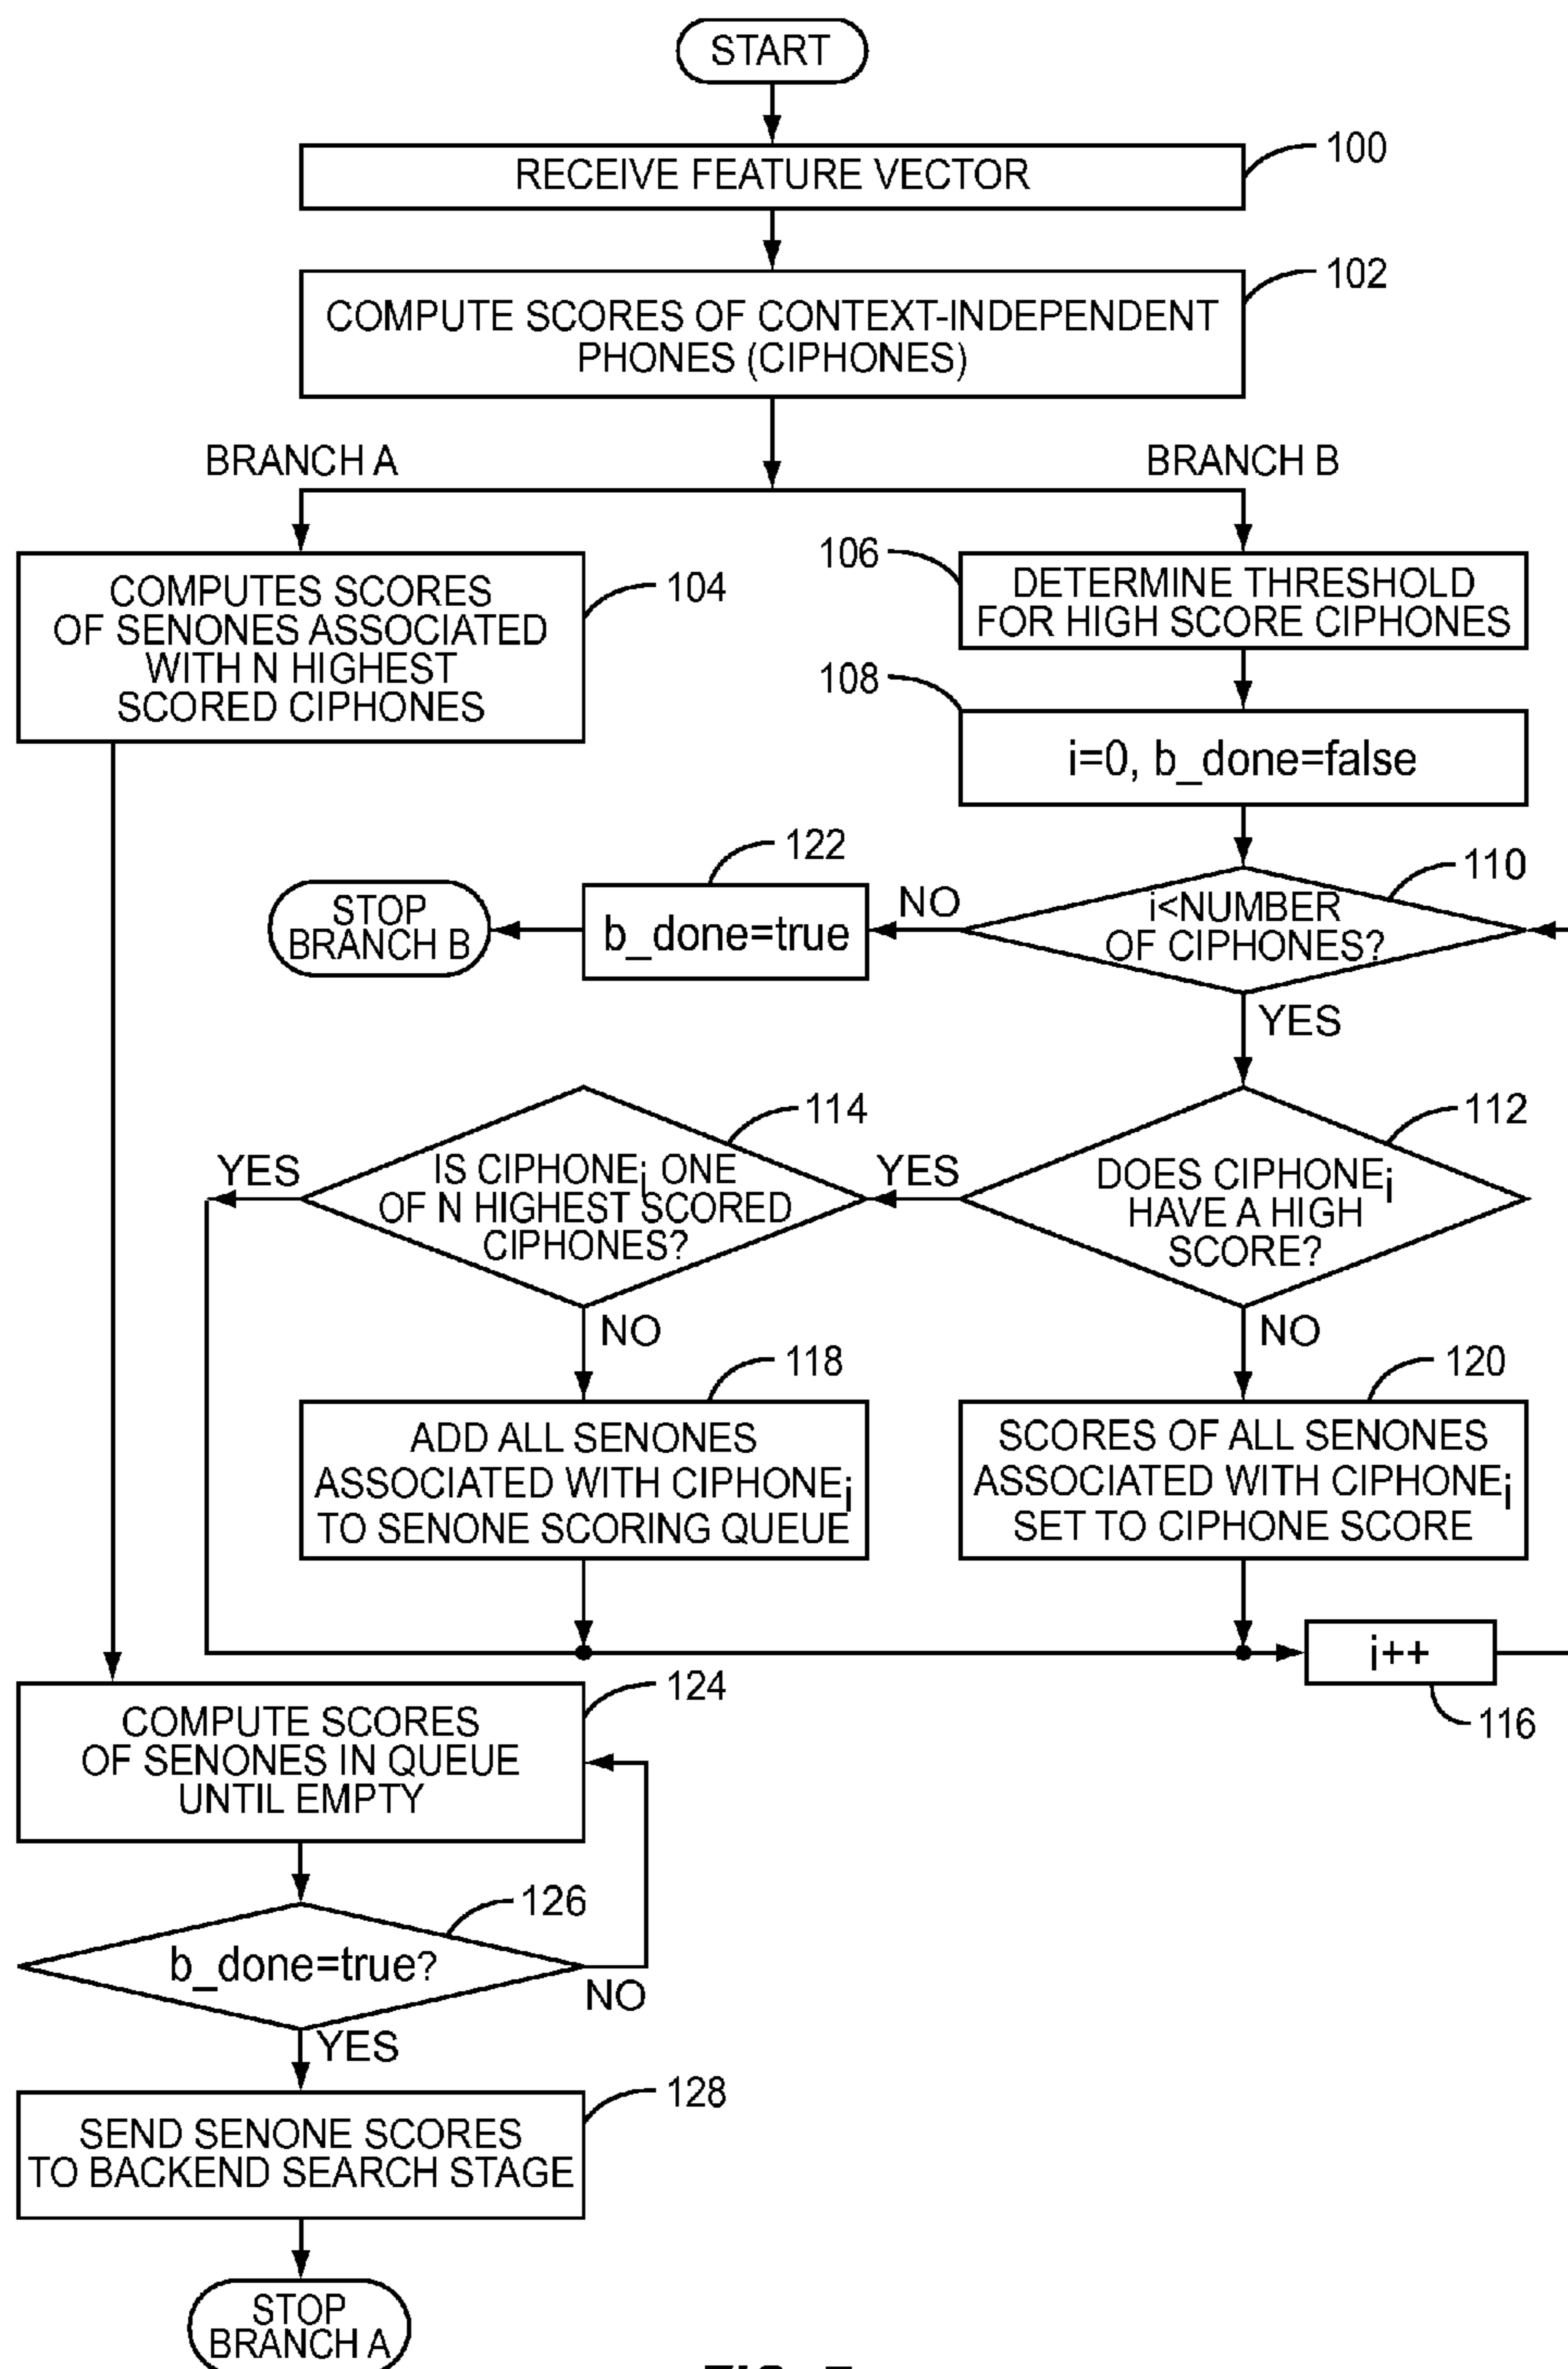 START
RECEIVE FEATURE VECTOR
100
COMPUTE SCORES OF CONTEXT-INDEPENDENT
PHONES (CIPHONES)
102
BRANCH A
BRANCH B
COMPUTES SCORES
OF SENONES ASSOCIATED
WITH N HIGHEST
SCORED CIPHONES
104
106
DETERMINE THRESHOLD
FOR HIGH SCORE CIPHONES
108
i=0, b_done=false
122
110
STOP
BRANCH B
b_done=true
NO
i<NUMBER
OF CIPHONES?
YES
114
112
YES
IS CIPHONEi ONE
OF N HIGHEST SCORED
CIPHONES?
YES
DOES CIPHONEi
HAVE A HIGH
SCORE?
NO
NO
118
120
ADD ALL SENONES
ASSOCIATED WITH CIPHONEi
TO SENONE SCORING QUEUE
SCORES OF ALL SENONES
ASSOCIATED WITH CIPHONEi
SET TO CIPHONE SCORE
i++
116
124
COMPUTE SCORES
OF SENONES IN QUEUE
UNTIL EMPTY
126
b_done=true?
NO
YES
128
SEND SENONE SCORES
TO BACKEND SEARCH STAGE
STOP
BRANCH A